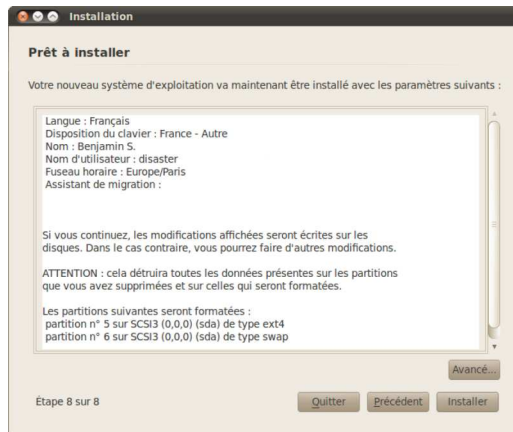 Installation
Prêt à installer
Votre nouveau système d'exploitation va maintenant être installé avec les paramètres suivants :
Langue : Français
Disposition du clavier : France - Autre
Nom : Benjamin S.
Nom d'utilisateur : disaster
Fuseau horaire : Europe/Paris
Assistant de migration :
Si vous continuez, les modifications affichées seront écrites sur les
disques. Dans le cas contraire, vous pourrez faire d'autres modifications.
ATTENTION : cela détruira toutes les données présentes sur les partitions
que vous avez supprimées et sur celles qui seront formatées.
Les partitions suivantes seront formatées :
partition n° 5 sur SCSI3 (0,0,0) (sda) de type ext4
partition n° 6 sur SCSI3 (0,0,0) (sda) de type swap
Avancé...
Étape 8 sur 8
Quitter
Précédent
Installer